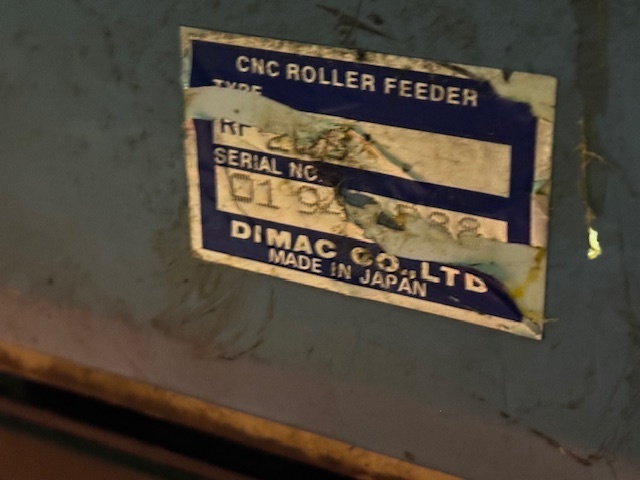 CNC ROLLER FEEDER
TYPE
SERIAL NO.
DIMAC CO.,LTD
MADE IN JAPAN